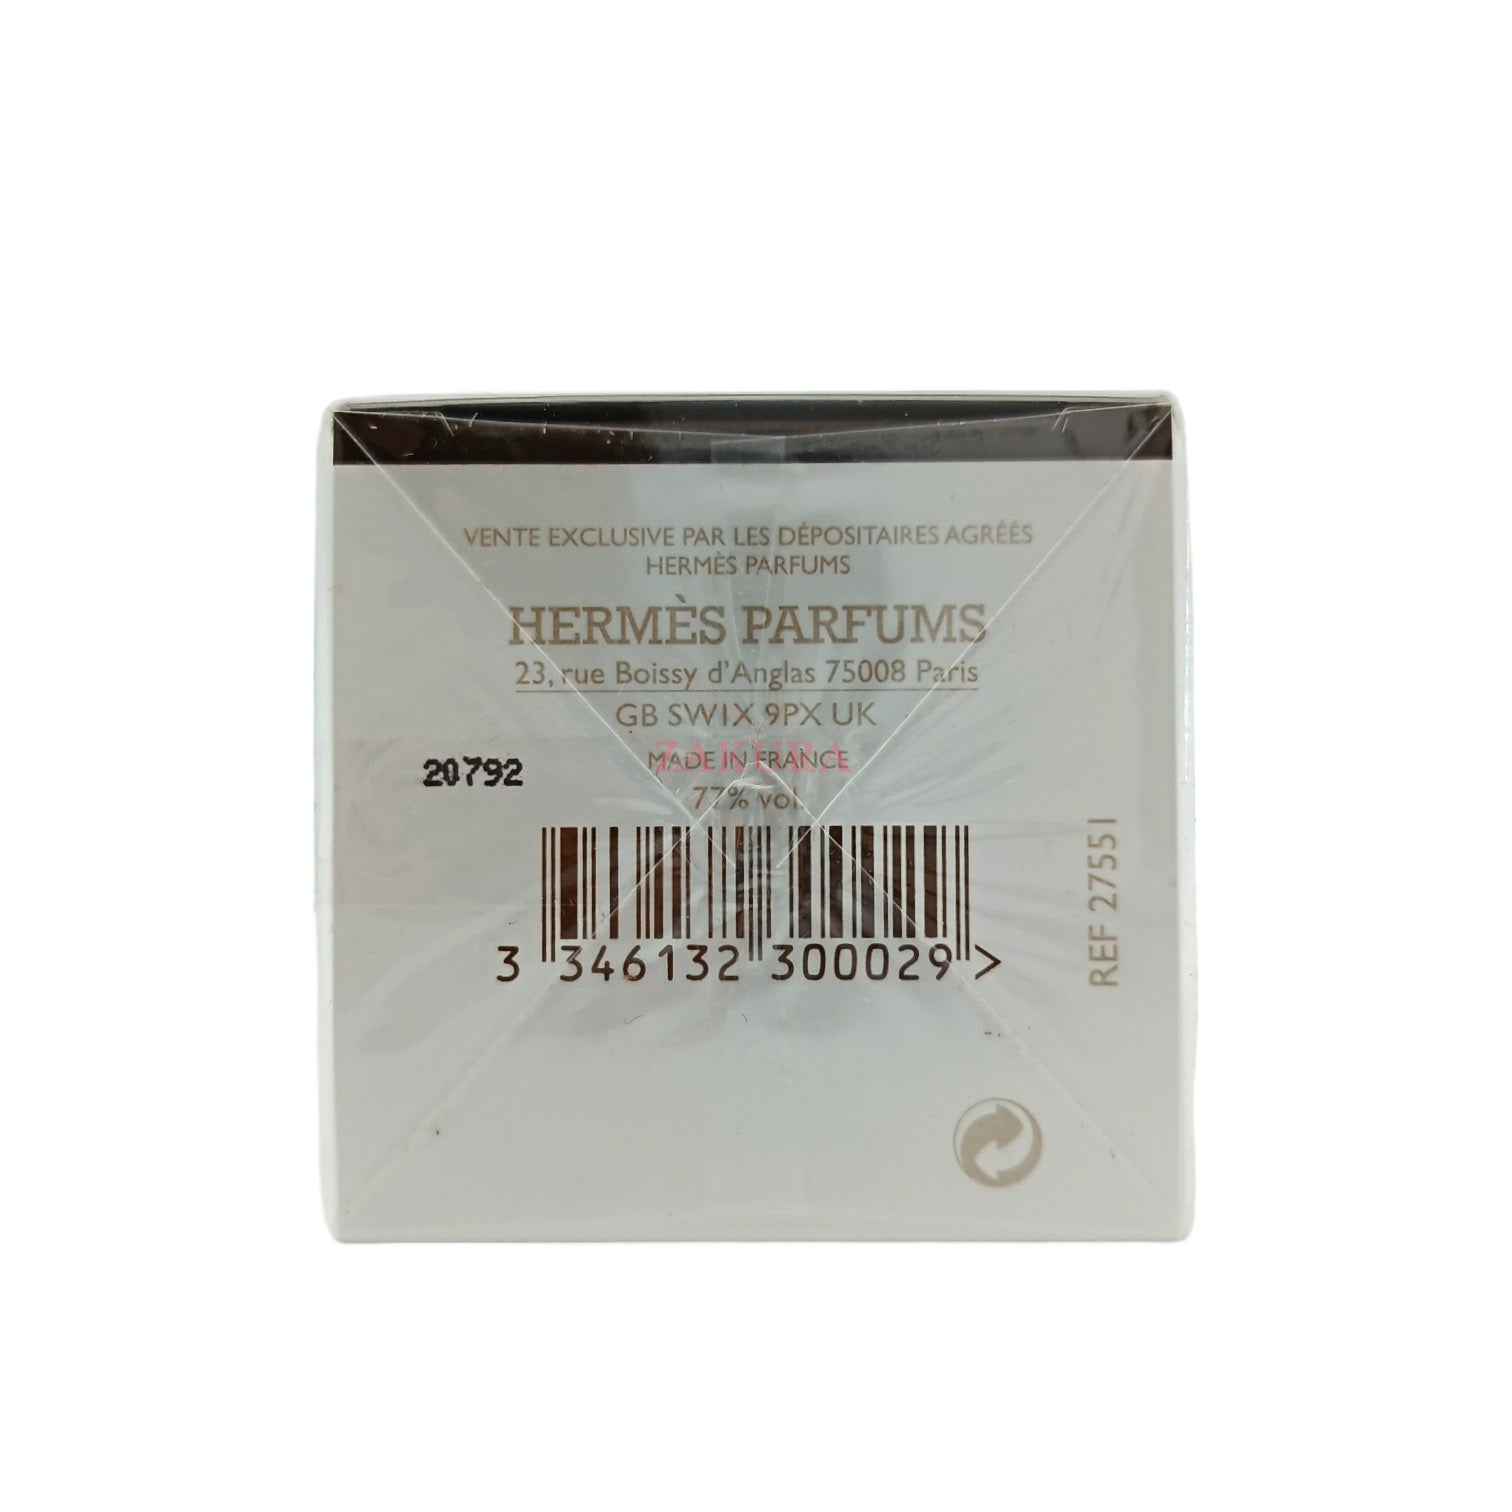 VENTE EXCLUSIVE PAR LES DÉPOSITAIRES AGRÉÉS
HERMÈS PARFUMS
HERMÈS PARFUMS
23, rue Boissy d'Anglas 75008 Paris
GB SW1X 9PX UK
ZAKURA
MADE IN FRANCE
20792
77% vol.
3 346132 300029 >
REF 27551